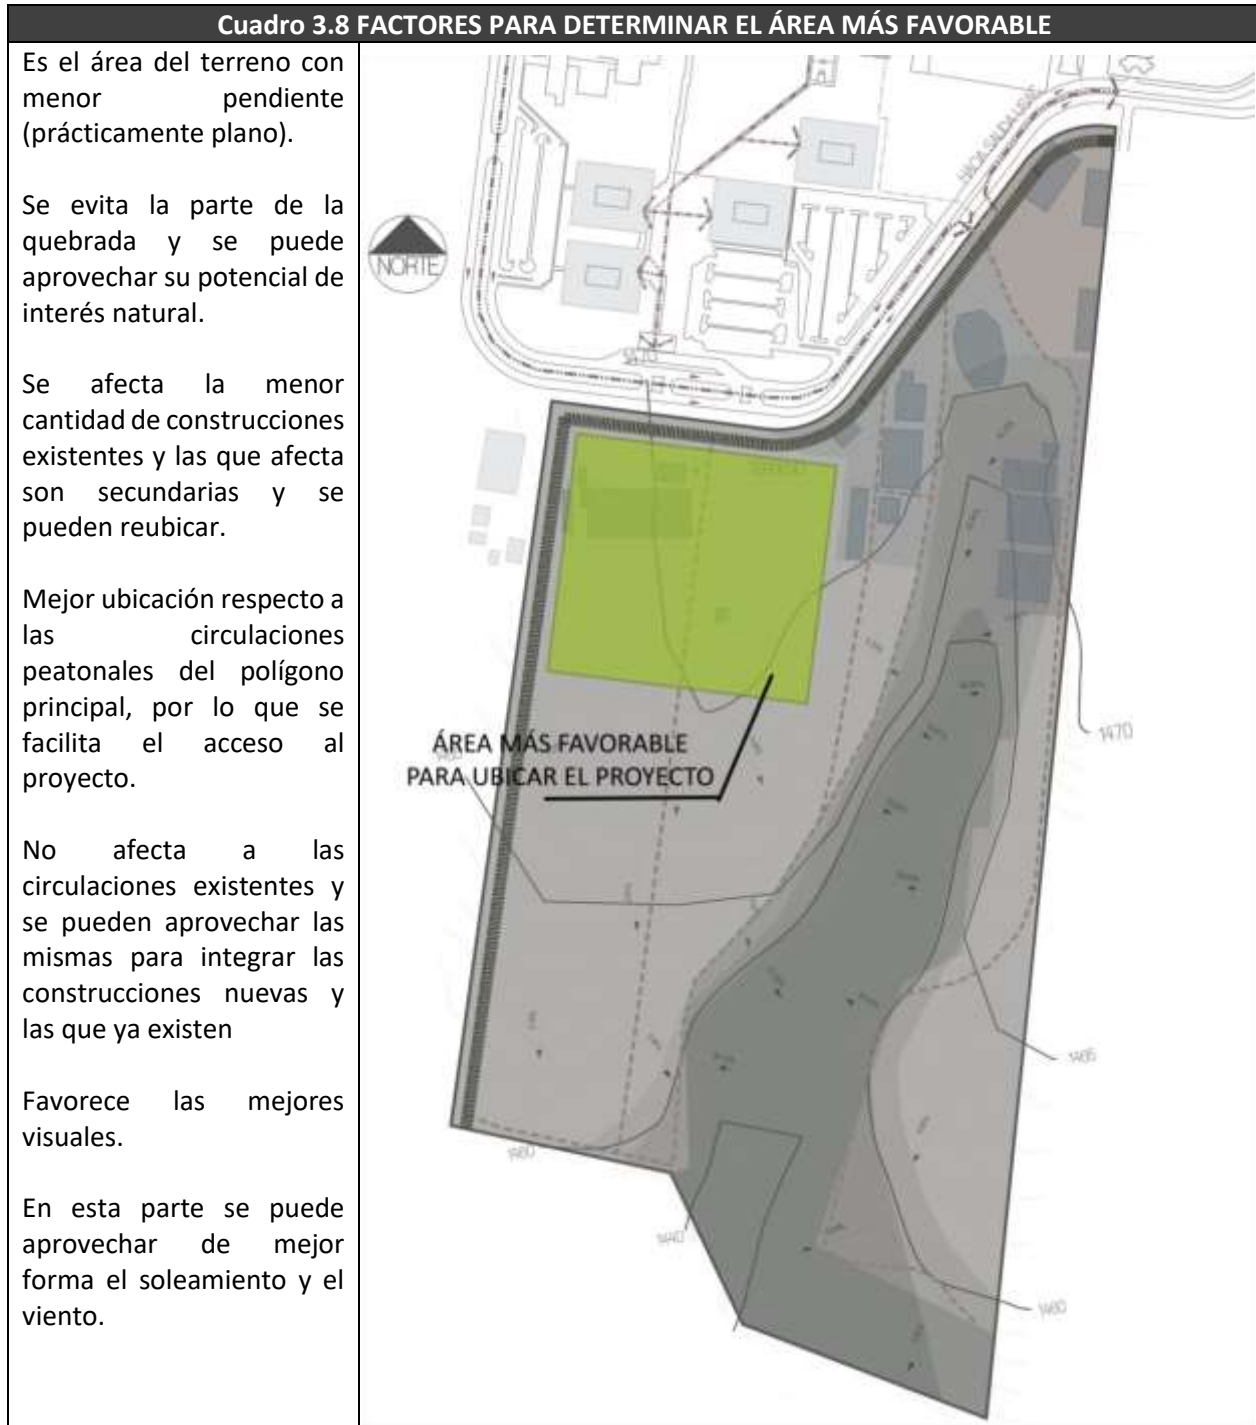 Cuadro 3.8 FACTORES PARA DETERMINAR EL ÁREA MÁS FAVORABLE
Es el área del terreno con
menor pendiente
(prácticamente plano).
Se evita la parte de la
quebrada y se puede
aprovechar su potencial de
interés natural.
Se afecta la menor
cantidad de construcciones
existentes y las que afecta
son secundarias y se
pueden reubicar.
Mejor ubicación respecto a
las circulaciones
peatonales del polígono
principal, por lo que se
facilita el acceso al
proyecto.
No afecta a las
circulaciones existentes y
se pueden aprovechar las
mismas para integrar las
construcciones nuevas y
las que ya existen
Favorece las mejores
visuales.
En esta parte se puede
aprovechar de mejor
forma el soleamiento y el
viento.
NORTE
1470
ÁREA MÁS FAVORABLE
PARA UBICAR EL PROYECTO
1470
1465
1460
1440
1460